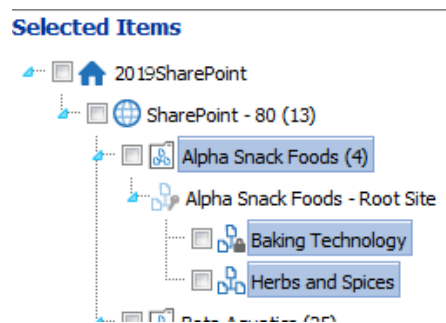 Selected Items
2019SharePoint
SharePoint - 80 (13)
Alpha Snack Foods (4)
Alpha Snack Foods - Root Site
Baking Technology
Herbs and Spices